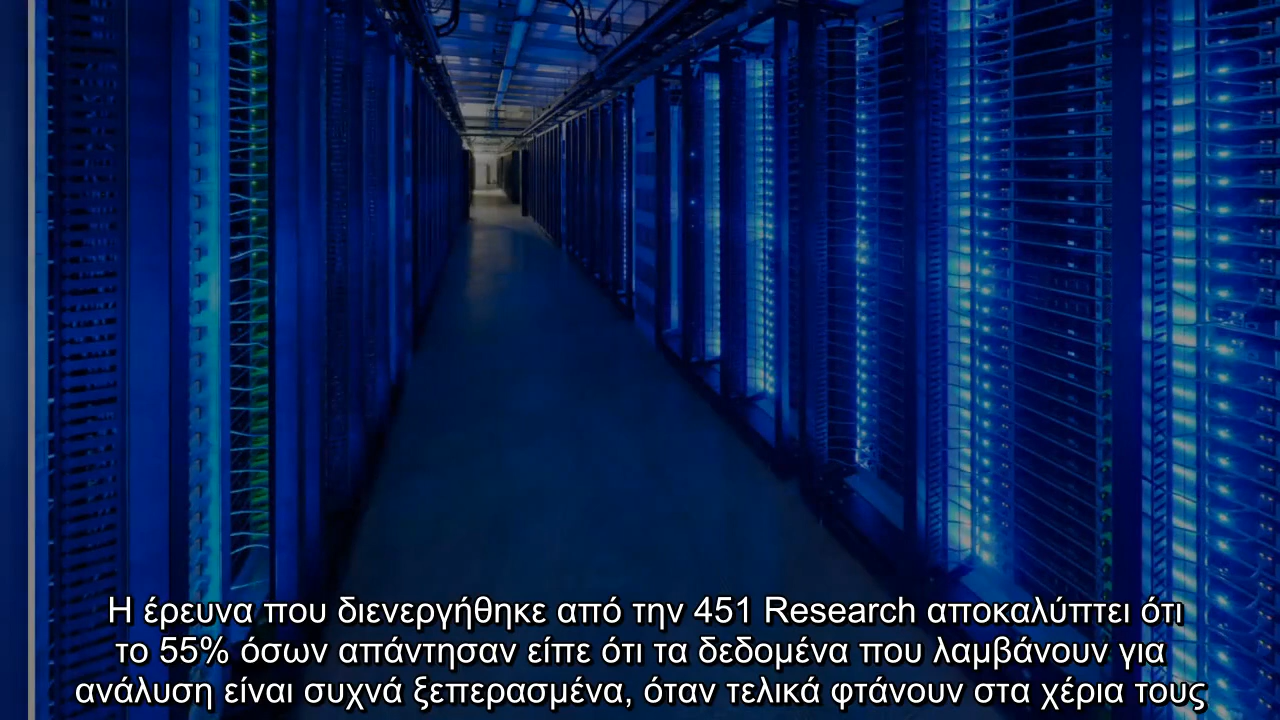 Η έρευνα που διενεργήθηκε από την 451 Research αποκαλύπτει ότι
το 55% όσων απάντησαν είπε ότι τα δεδομένα που λαμβάνουν για
ανάλυση είναι συχνά ξεπερασμένα, όταν τελικά φτάνουν στα χέρια τους